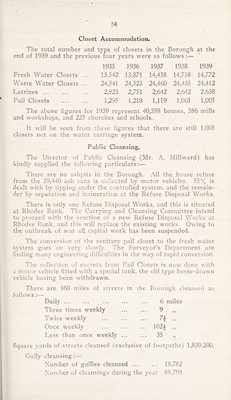 56
Closet Accommodation.
The total number and type of closets in the Borough at the
end of 1939 and the previous four years were as follows :—
1935 1936 1937 1938 1939
Fresh Water Closets ... 13,542 13,871 14,458 14,718 14,772
Waste Water Closets ... 24,541 24,523 24,460 24,435 24,412
Latrines ... ... ... 2,823 2,751 2,642 2,642 2,638
Pail Closets ... ... 1,295 1,218 1,119 1,061 1,005
The above figures for 1939 represent 40,588 houses, 586 mills
and workshops, and 225 churches and schools.
It will be seen from these figures that there are still 1,005
closets not on the water carriage system.
Public Cleansing.
The Director of Public Cleansing (Mr. A. Millward) has
kindly supplied the following particulars :—
There are no ashpits in the Borough. All the house refuse
from the 39,440 ash cans is collected by motor vehicles. 55% is
dealt with by tipping under the controlled system, and the remain-
der by separation and incineration at the Refuse Disposal Works.
There is only one Refuse Disposal Works, and this is situated
at Rhodes Bank. The Carrying and Cleansing Committee intend
to proceed with the erection of a new Refuse Disposal Works at
Rhodes Bank, and this will replace the existing works. Owing to
the outbreak of war all capital work has been suspended.
The conversion of the sanitary pail closet to the fresh water
system goes on very slowly. The Surveyor's Department are
finding many engineering difficulties in the way of rapid conversion.
The collection of excreta from Pail Closets is now done with
a motor vehicle fitted with a special tank, the old type horse-drawn
vehicle having been withdrawn.
There are 160 miles of streets in the Borough cleansed as
follows :—
Daily ... ... ... ... 6 miles
Three times weekly ... 9 ,,
Twice weekly ... ... 7½ ,,
Once weekly ... ... 102½ ,,
Less than once weekly ... 35 ,,
Square yards of streets cleansed (exclusive of footpaths) 1,839,200.
Gully cleansing :—
Number of gullies cleansed ... ... 18,782
Number of cleansings during the year 88,793